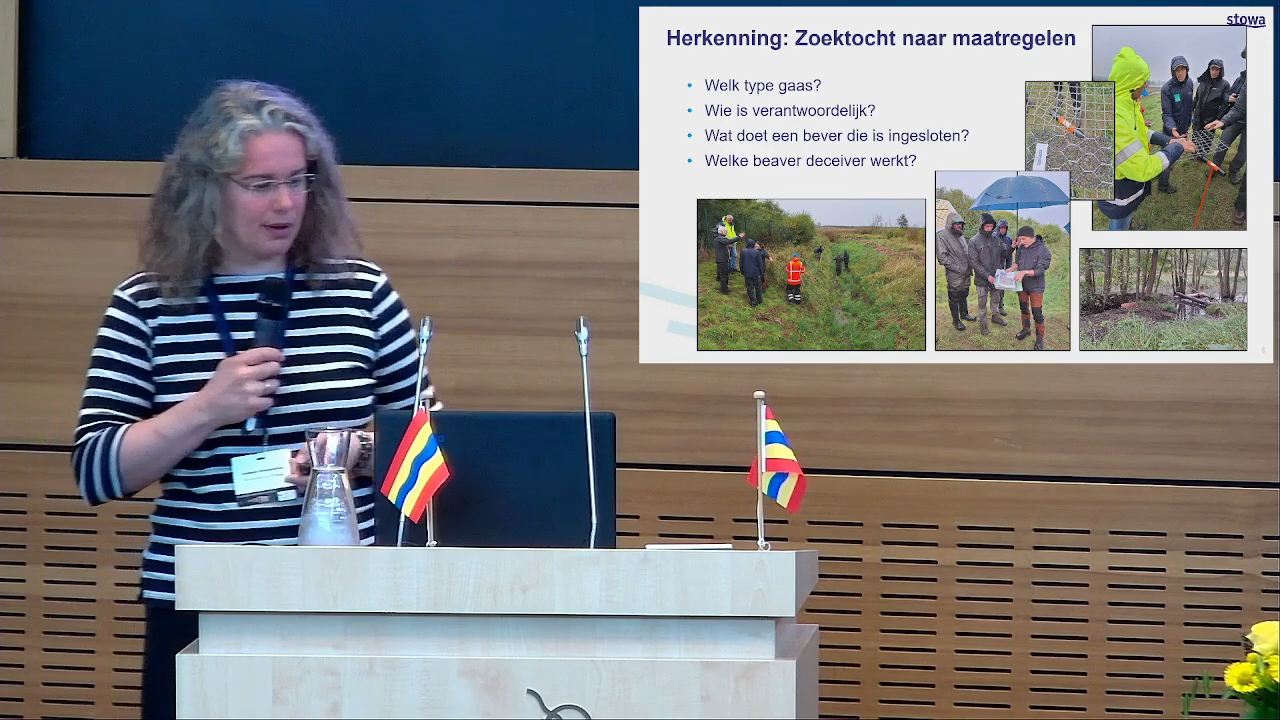 stowa
Herkenning: Zoektocht naar maatregelen
• Welk type gaas?
• Wie is verantwoordelijk?
• Wat doet een bever die is ingesloten?
• Welke beaver deceiver werkt?